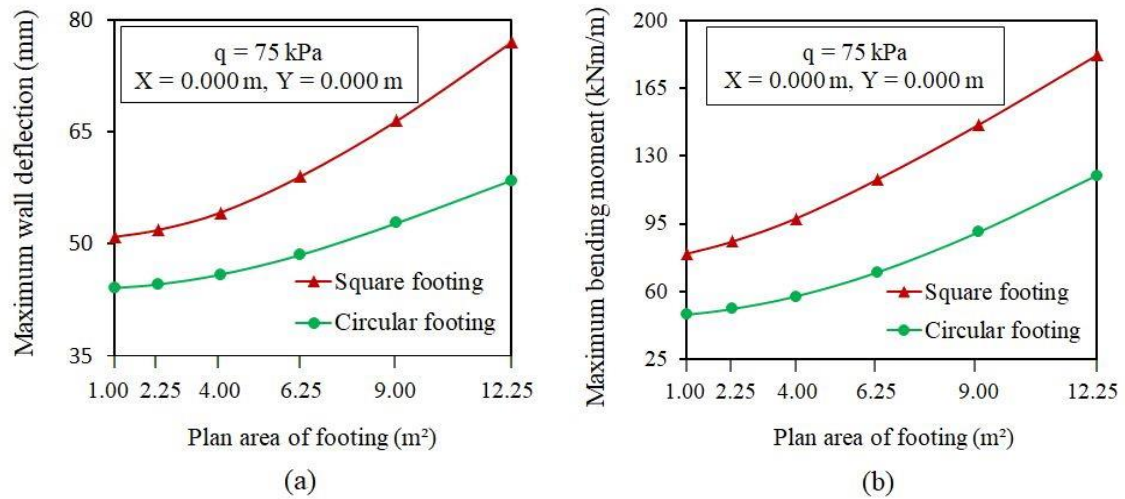 80
65
50
35
Maximum wall deflection (mm)
q = 75 kPa
X = 0.000 m, Y = 0.000 m
Square footing
Circular footing
1.00 2.25 4.00 6.25 9.00 12.25
Plan area of footing (m²)
(a)
200
165
130
95
60
25
Maximum bending moment (kNm/m)
q = 75 kPa
X = 0.000 m, Y = 0.000 m
Square footing
Circular footing
1.00 2.25 4.00 6.25 9.00 12.25
Plan area of footing (m²)
(b)